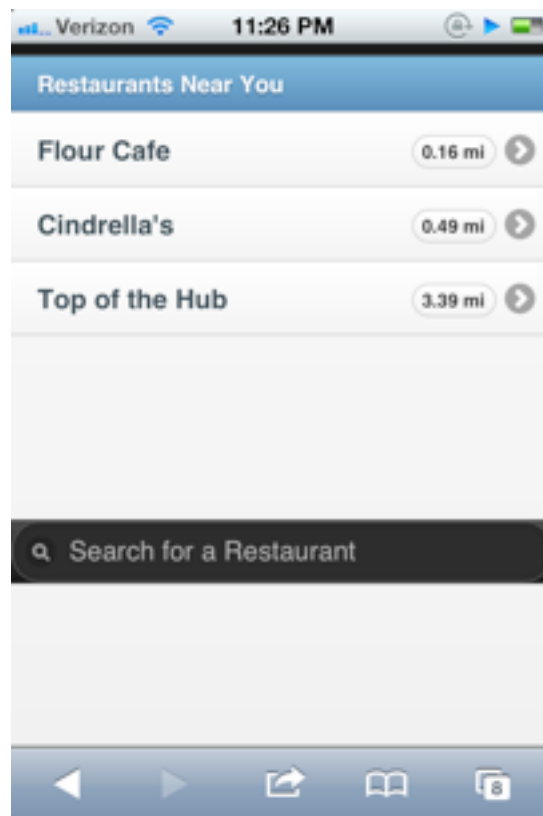 Verizon 11:26 PM
Restaurants Near You
Flour Cafe 0.16 mi
Cindrella's 0.49 mi
Top of the Hub 3.39 mi
Search for a Restaurant
8